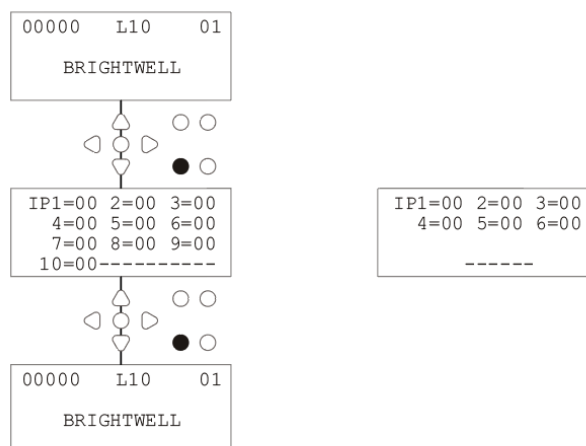 00000 L10 01
BRIGHTWELL
IP1=00 2=00 3=00
4=00 5=00 6=00
7=00 8=00 9=00
10=00----------
IP1=00 2=00 3=00
4=00 5=00 6=00
------
00000 L10 01
BRIGHTWELL